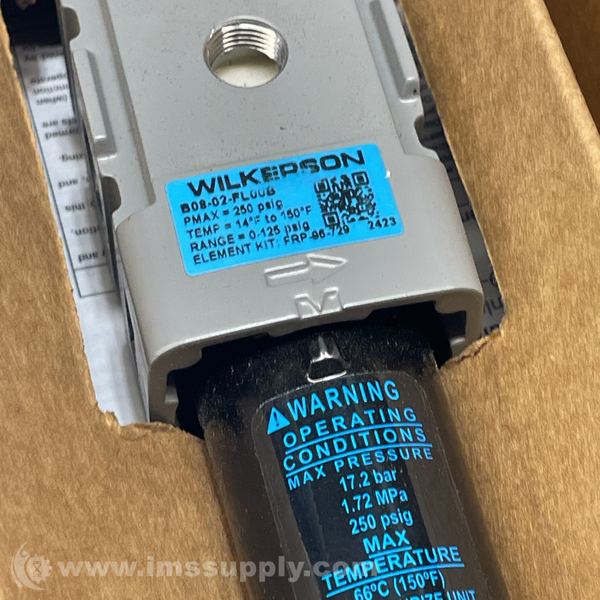 WILKERSON
B08-02-FL00B
PMAX = 250 psig
TEMP = 14°F to 150°F
RANGE = 0-125 psig
ELEMENT KIT: FRP-96-729 2423
M
WARNING
OPERATING
CONDITIONS
MAX PRESSURE
17.2 bar
1.72 MPa
250 psig
MAX
TEMPERATURE
66°C (150°F)
UNIT
www.imssupply.com